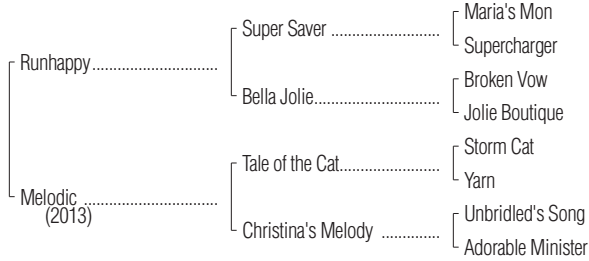 Maria's Mon
Super Saver
Supercharger
Runhappy
Broken Vow
Bella Jolie
Jolie Boutique
Storm Cat
Tale of the Cat
Yarn
Melodic
(2013)
Unbridled's Song
Christina's Melody
Adorable Minister